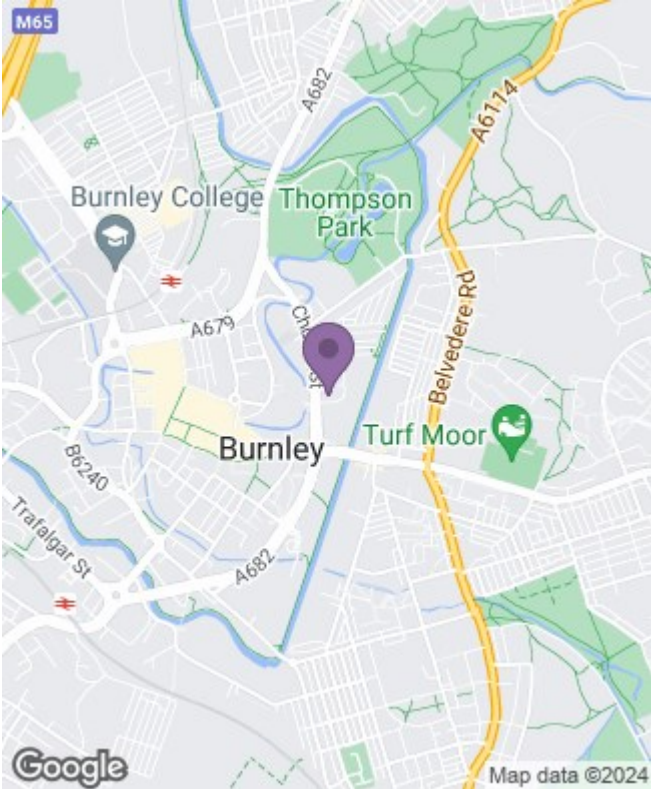 M65
A682
A6114
Burnley College
Thompson
Park
A679
Belvedere Rd
Turf Moor
Burnley
B6240
Trafalgar St
A682
Google
Map data ©2024